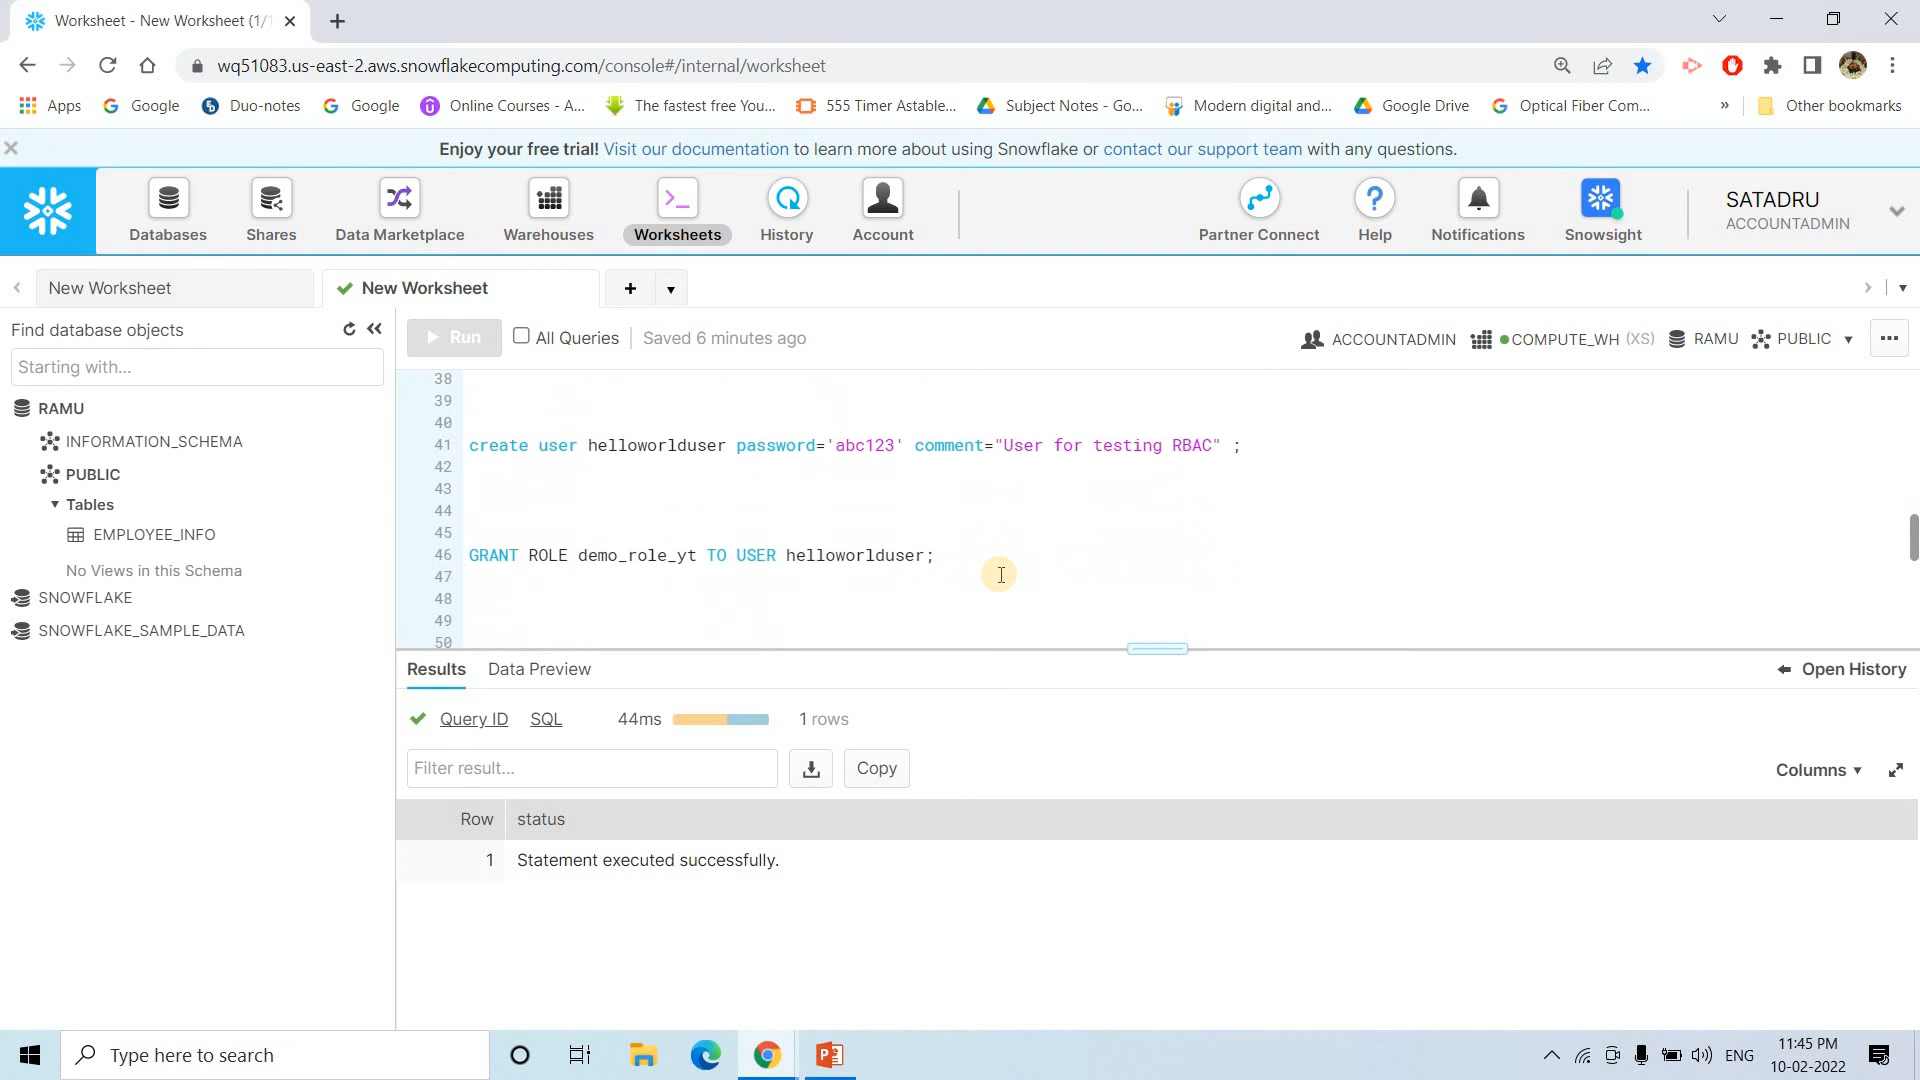 Worksheet - New Worksheet (1/1
wq51083.us-east-2.aws.snowflakecomputing.com/console#/internal/worksheet
Apps Google Duo-notes Google Online Courses - A... The fastest free You... 555 Timer Astable... Subject Notes - Go... Modern digital and... Google Drive Optical Fiber Com... » Other bookmarks
Enjoy your free trial! Visit our documentation to learn more about using Snowflake or contact our support team with any questions.
Databases Shares Data Marketplace Warehouses Worksheets History Account Partner Connect Help Notifications Snowsight
SATADRU
ACCOUNTADMIN
New Worksheet New Worksheet
Find database objects
Starting with...
RAMU
INFORMATION_SCHEMA
PUBLIC
Tables
EMPLOYEE_INFO
No Views in this Schema
SNOWFLAKE
SNOWFLAKE_SAMPLE_DATA
Run All Queries Saved 6 minutes ago ACCOUNTADMIN COMPUTE_WH (XS) RAMU PUBLIC
38
39
40
41 create user helloworlduser password='abc123' comment="User for testing RBAC" ;
42
43
44
45
46 GRANT ROLE demo_role_yt TO USER helloworlduser;
47
48
49
50
Results Data Preview Open History
Query ID SQL 44ms 1 rows
Filter result... Copy Columns
Row status
1 Statement executed successfully.
Type here to search
ENG
11:45 PM
10-02-2022